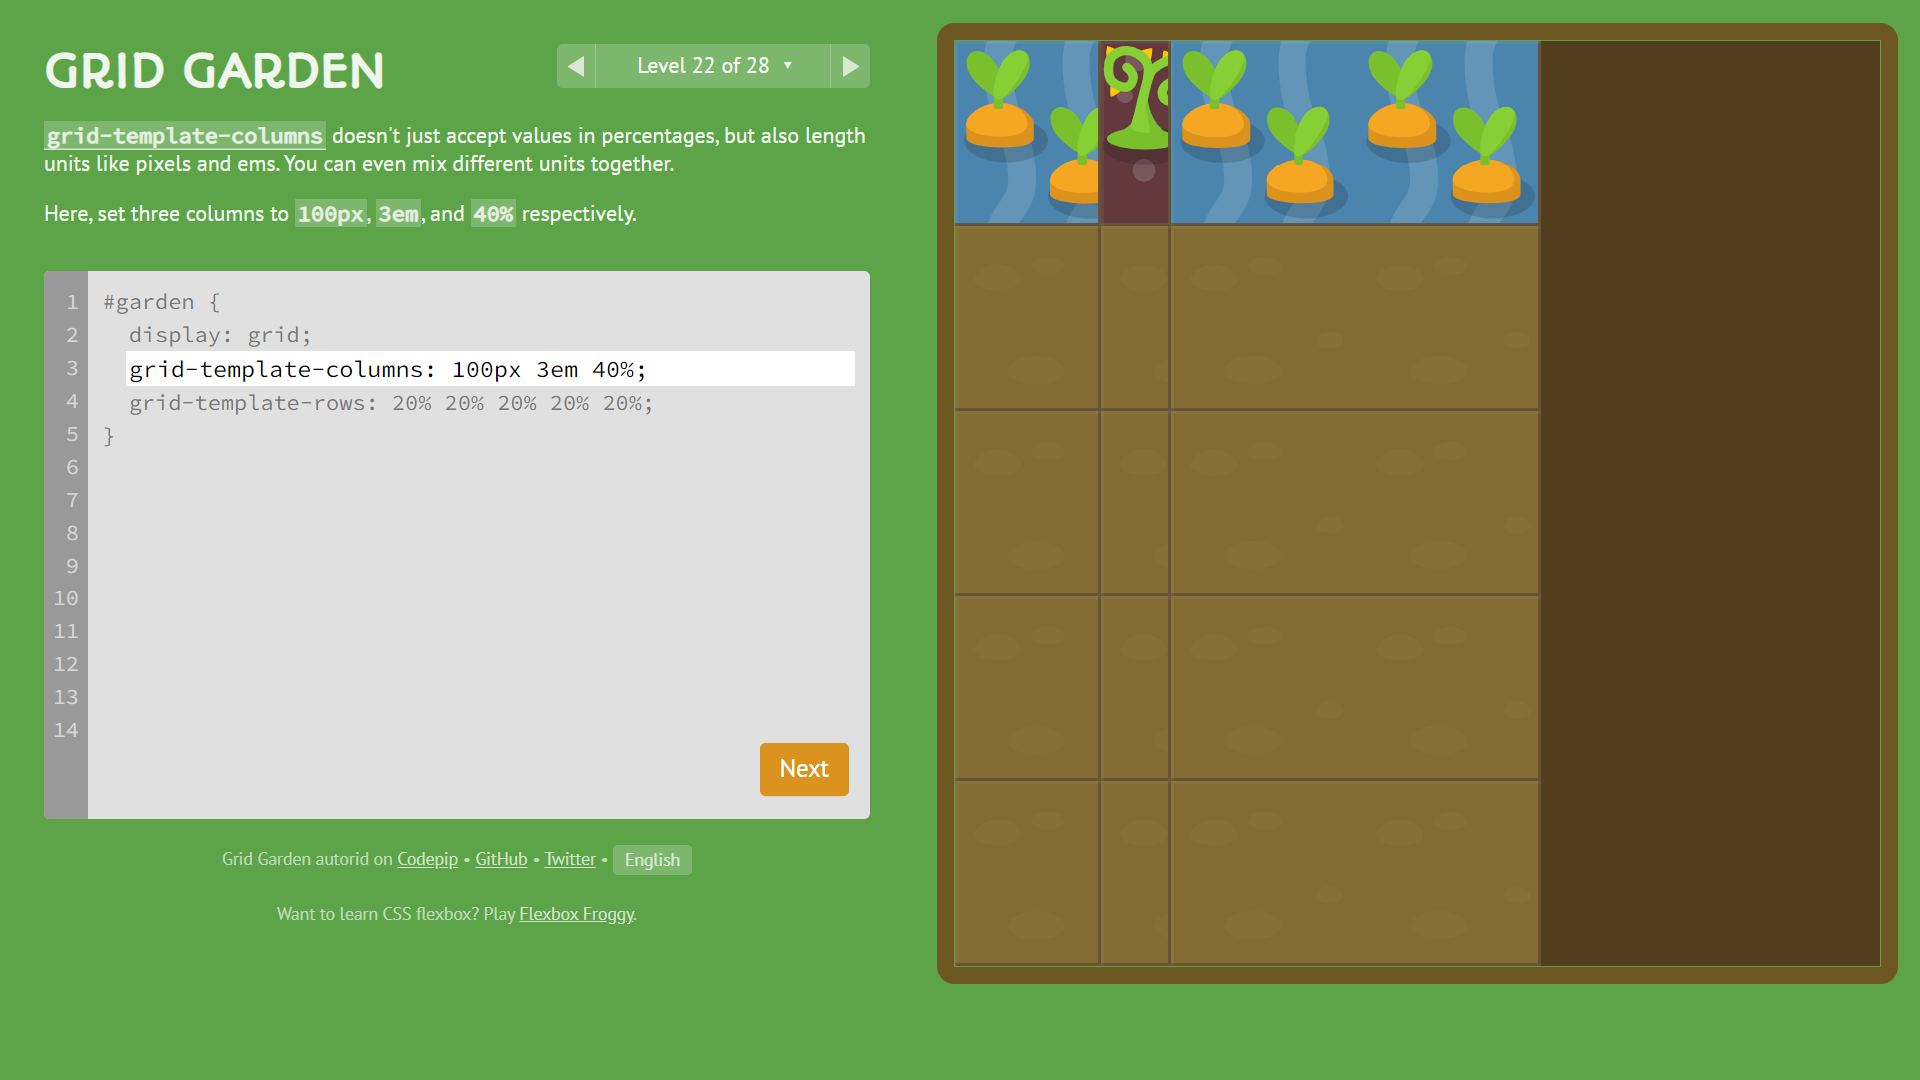 GRID GARDEN
Level 22 of 28 ▼
grid-template-columns doesn't just accept values in percentages, but also length
units like pixels and ems. You can even mix different units together.
Here, set three columns to 100px, 3em, and 40% respectively.
1 #garden {
2 display: grid;
3 grid-template-columns: 100px 3em 40%;
4 grid-template-rows: 20% 20% 20% 20% 20%;
5 }
6
7
8
9
10
11
12
13
14
Next
Grid Garden autorid on Codepip • GitHub • Twitter • English
Want to learn CSS flexbox? Play Flexbox Froggy.